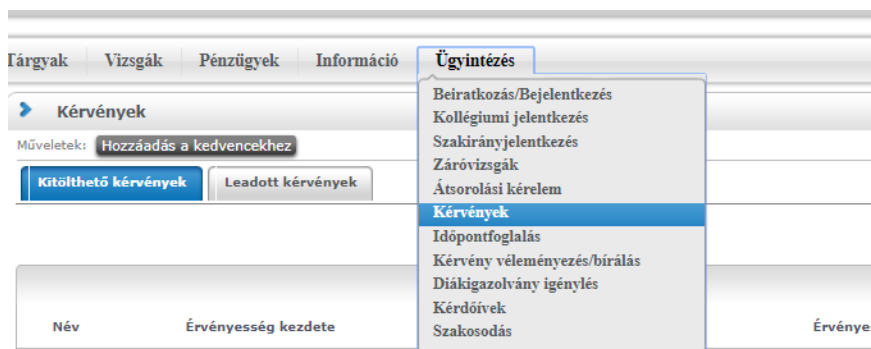 Tárgyak Vizsgák Pénzügyek Információ Ügyintézés
Beiratkozás/Bejelentkezés
Kérvények
Kollégiumi jelentkezés
Műveletek: Hozzáadás a kedvencekhez
Szakirányjelentkezés
Záróvizsgák
Kitölthető kérvények Leadott kérvények
Átsorolási kérelem
Kérvények
Időpontfoglalás
Kérvény véleményezés/bírálás
Diákigazolvány igénylés
Kérdőívek
Név Érvényesség kezdete
Szakosodás